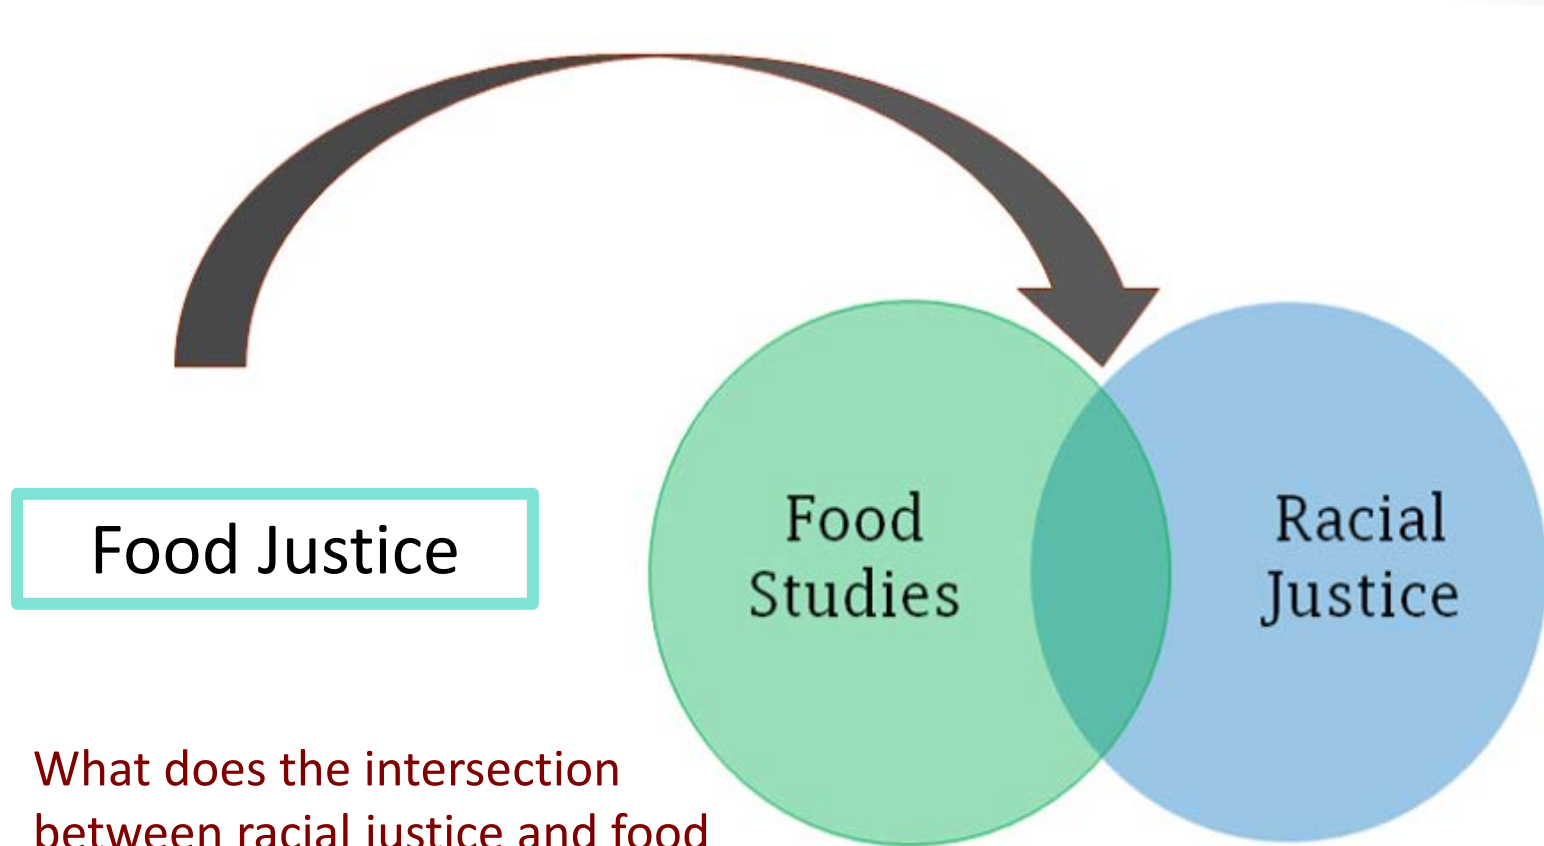 Food Justice
Food
Studies
Racial
Justice
What does the intersection
between racial justice and food